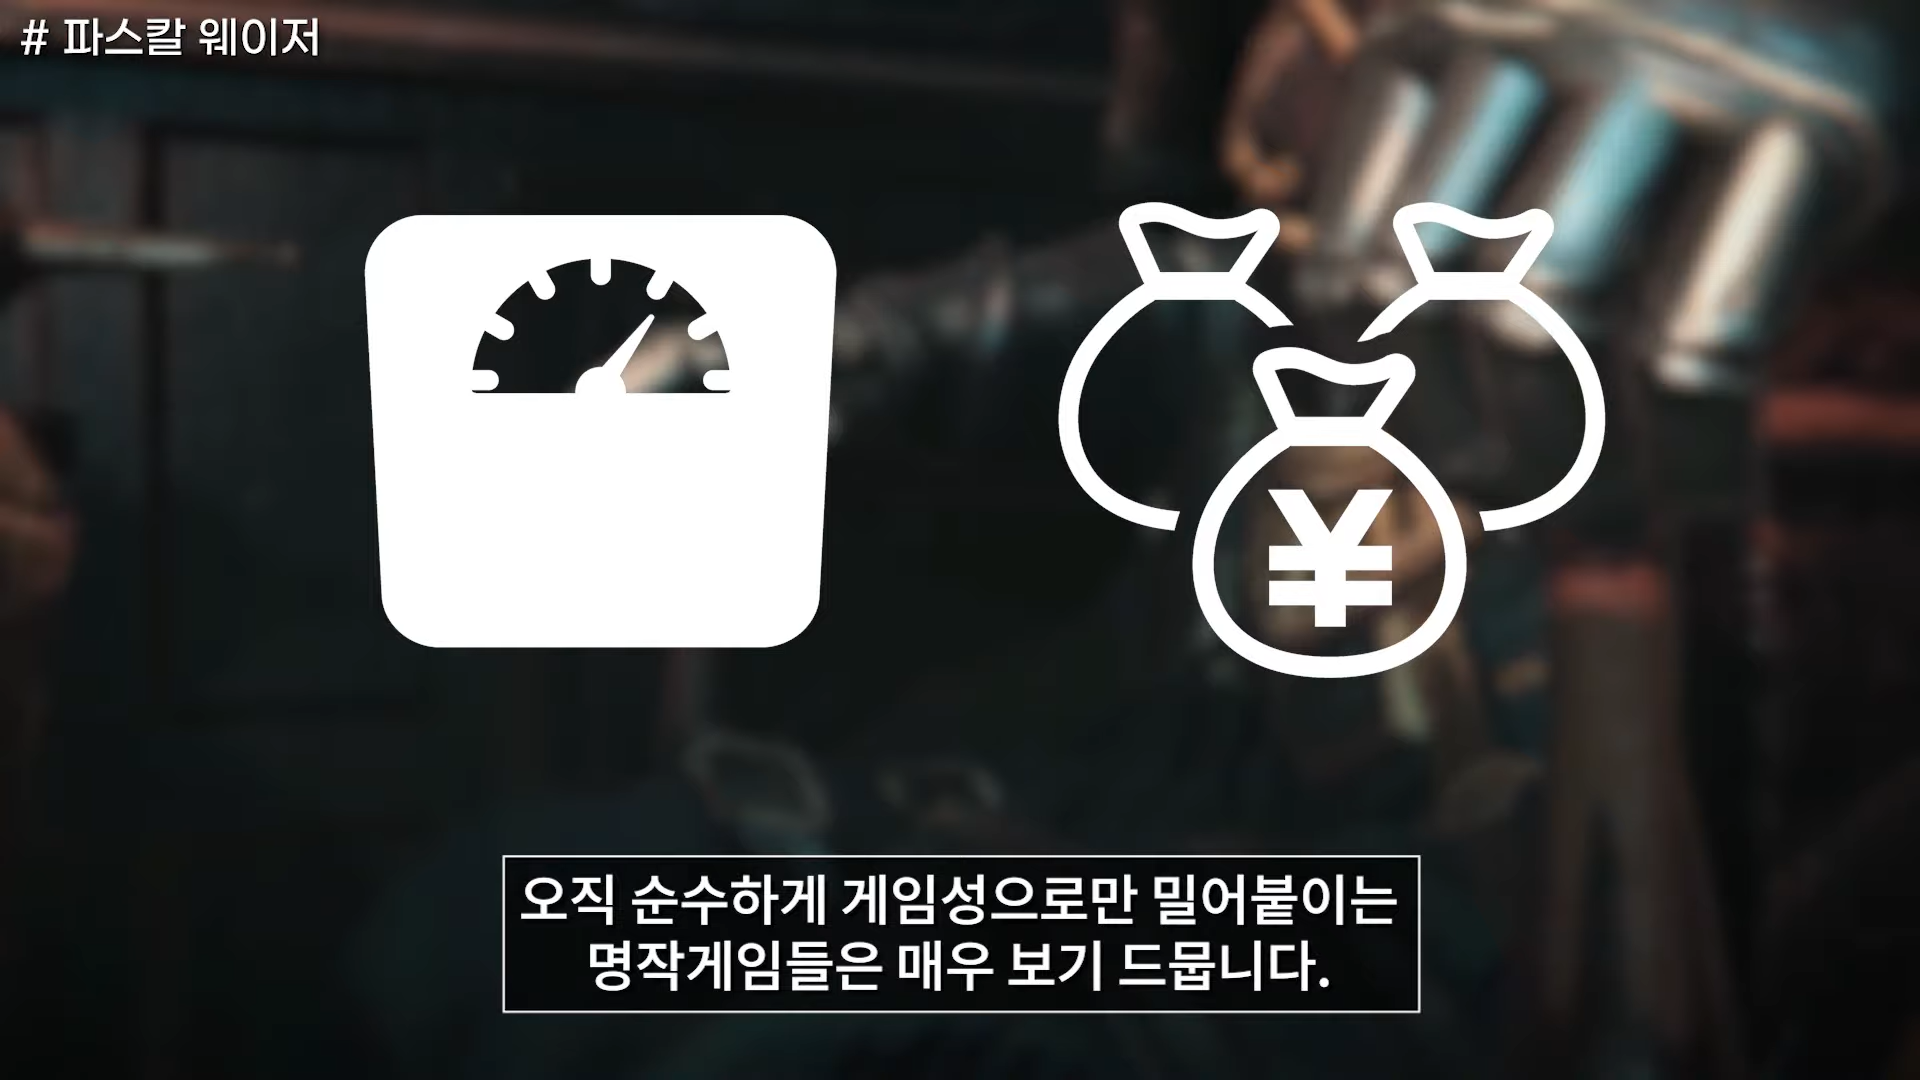 # 파스칼 웨이저
¥
오직 순수하게 게임성으로만 밀어붙이는
명작게임들은 매우 보기 드뭅니다.